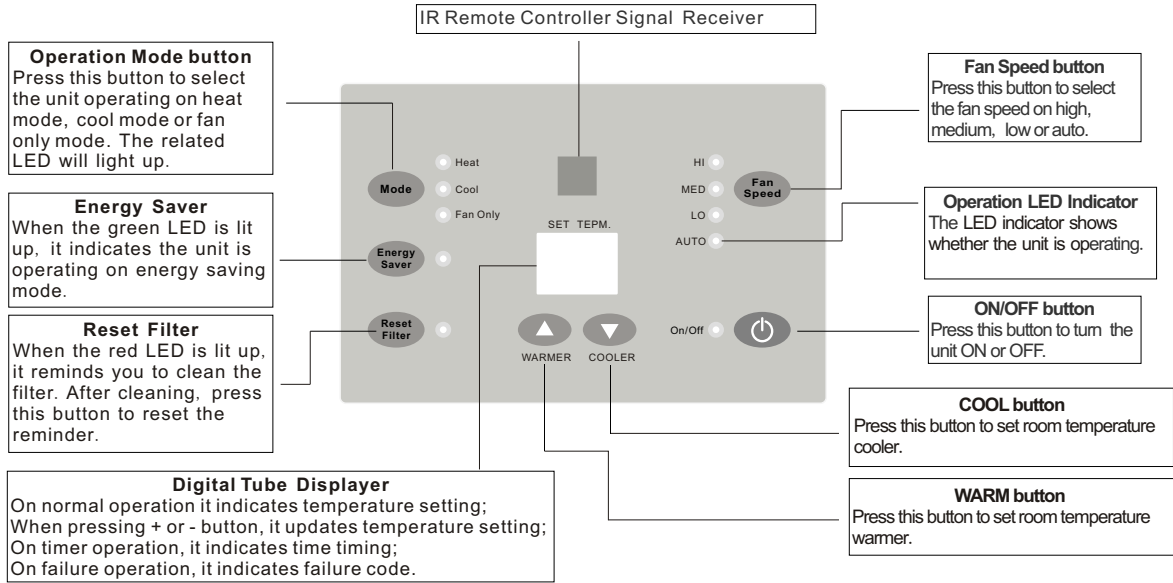 IR Remote Controller Signal Receiver
Operation Mode button
Press this button to select
the unit operating on heat
mode, cool mode or fan
only mode. The related
LED will light up.
Energy Saver
When the green LED is lit
up, it indicates the unit is
operating on energy saving
mode.
Reset Filter
When the red LED is lit up,
it reminds you to clean the
filter. After cleaning, press
this button to reset the
reminder.
Mode
Heat
Cool
Fan Only
Energy
Saver
Reset
Filter
SET TEPM.
WARMER
COOLER
HI
MED
LO
AUTO
Fan
Speed
On/Off
Fan Speed button
Press this button to select
the fan speed on high,
medium, low or auto.
Operation LED Indicator
The LED indicator shows
whether the unit is operating.
ON/OFF button
Press this button to turn the
unit ON or OFF.
COOL button
Press this button to set room temperature
cooler.
WARM button
Press this button to set room temperature
warmer.
Digital Tube Displayer
On normal operation it indicates temperature setting;
When pressing + or - button, it updates temperature setting;
On timer operation, it indicates time timing;
On failure operation, it indicates failure code.